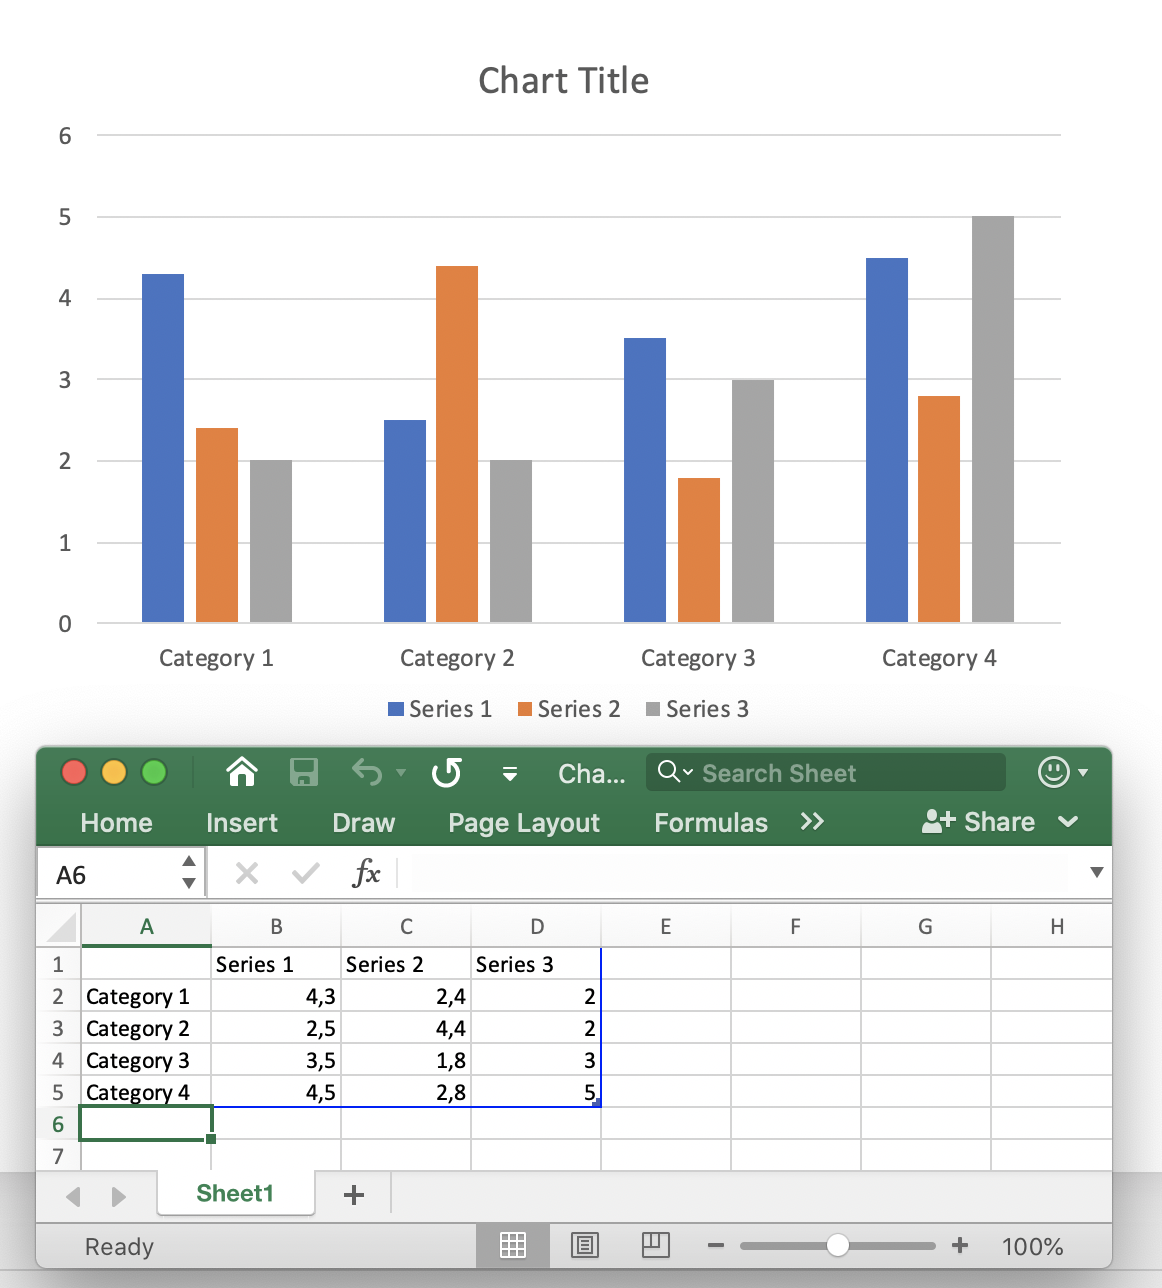 Chart Title
6
5
4
3
2
1
0
Category 1 Category 2 Category 3 Category 4
Series 1 Series 2 Series 3
Cha... Search Sheet
Home Insert Draw Page Layout Formulas >> Share
A6 fx
A B C D E F G H
1 Series 1 Series 2 Series 3
2 Category 1 4,3 2,4 2
3 Category 2 2,5 4,4 2
4 Category 3 3,5 1,8 3
5 Category 4 4,5 2,8 5
6
7
Sheet1 +
Ready − + 100%